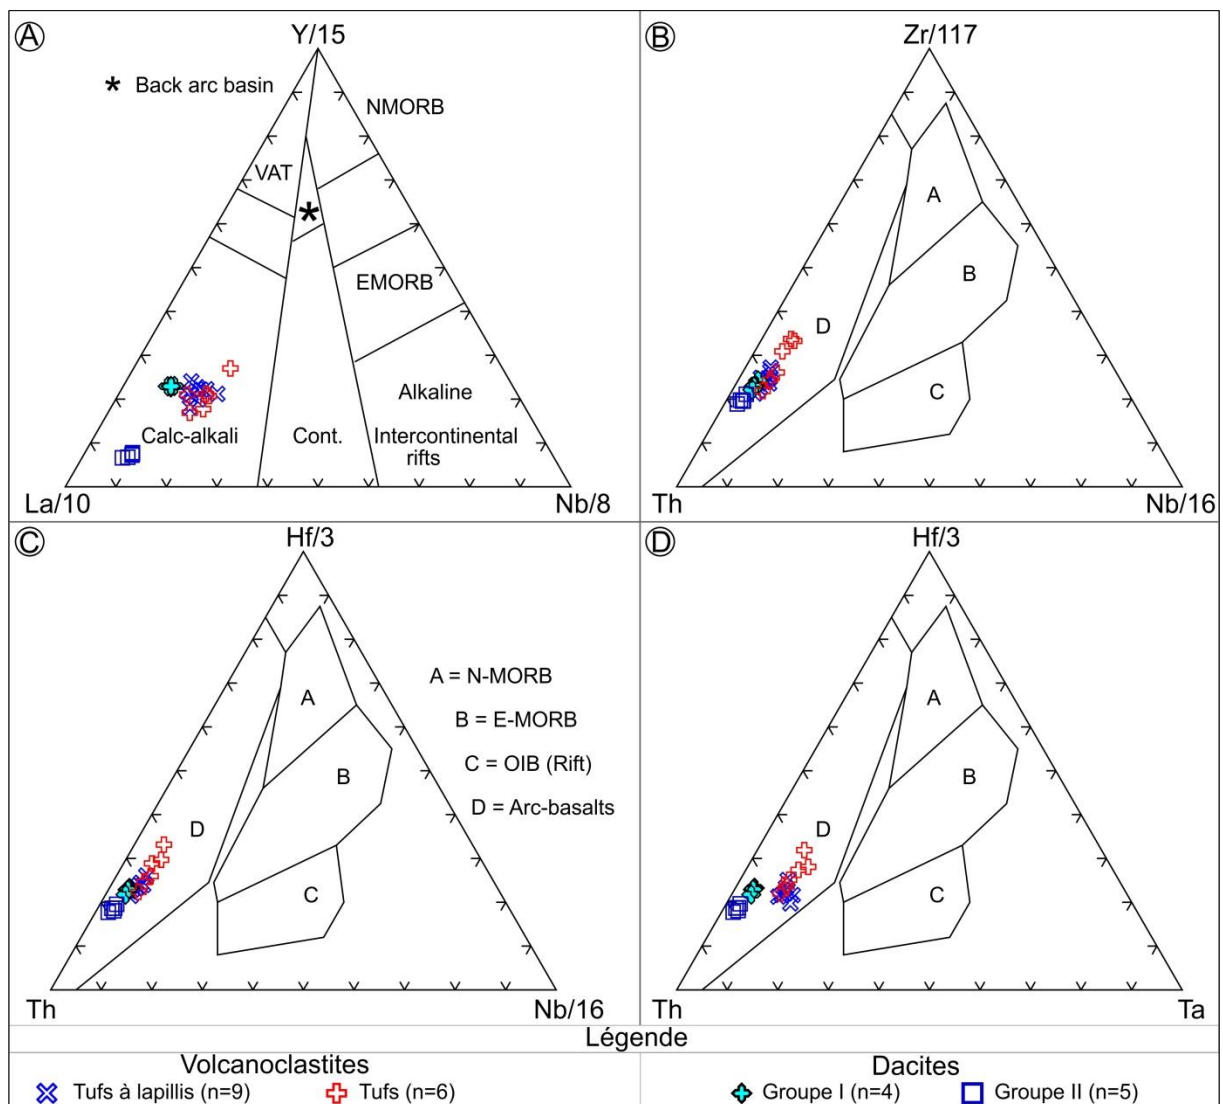 A
Y/15
* Back arc basin
NMORB
VAT
*
EMORB
Alkaline
Calc-alkali
Cont.
Intercontinental
rifts
La/10
Nb/8
B
Zr/117
A
B
D
C
Th
Nb/16
C
Hf/3
A
B
D
C
A = N-MORB
B = E-MORB
C = OIB (Rift)
D = Arc-basalts
Th
Nb/16
D
Hf/3
A
B
D
C
Th
Ta
Légende
Volcanoclastites
Tufs à lapillis (n=9)
Tufs (n=6)
Dacites
Groupe I (n=4)
Groupe II (n=5)